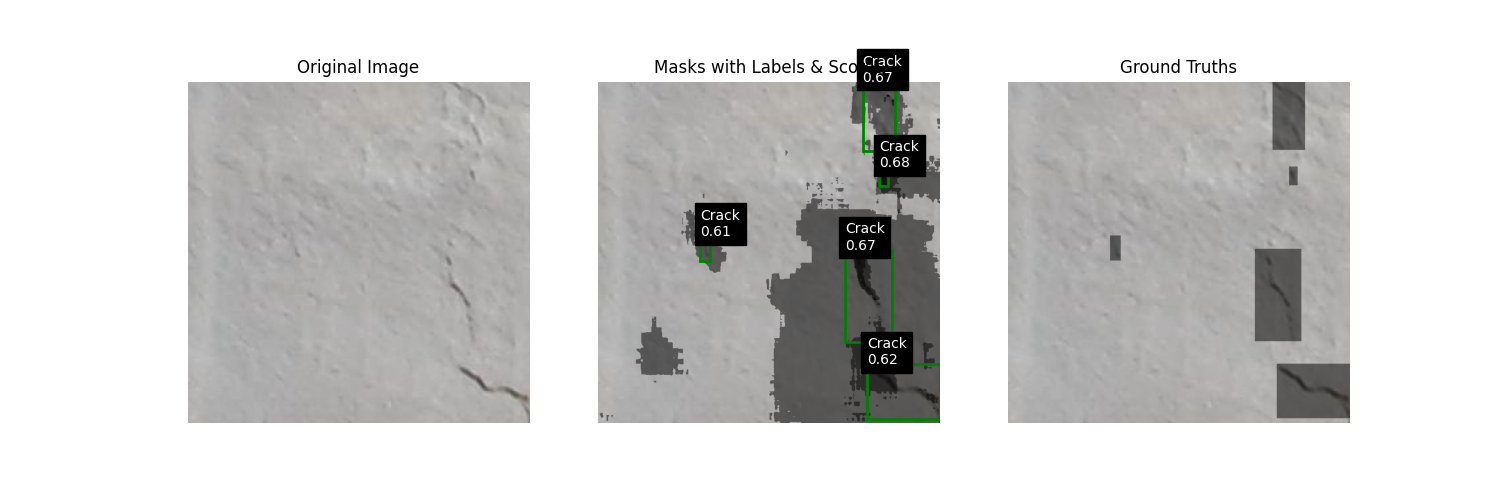 Original Image
Masks with Labels & Sco
Ground Truths
Crack
0.67
Crack
0.68
Crack
0.61
Crack
0.67
Crack
0.62